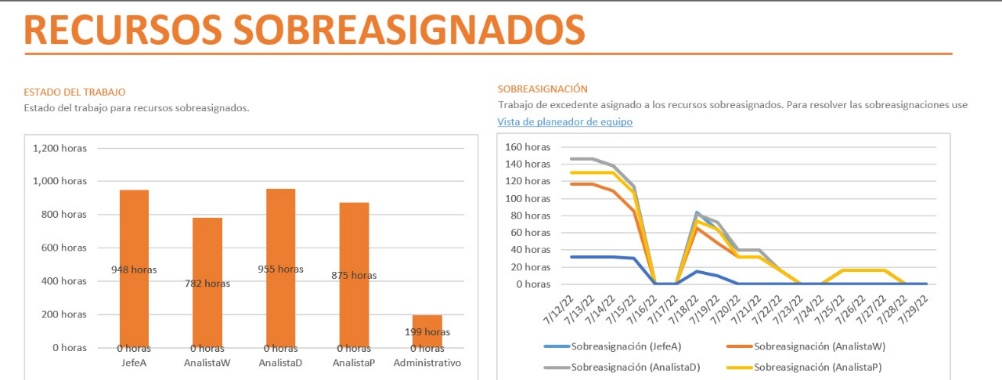 RECURSOS SOBREASIGNADOS
ESTADO DEL TRABAJO
Estado del trabajo para recursos sobreasignados.
1,200 horas
1,000 horas
800 horas
600 horas
400 horas
200 horas
0 horas
948 horas
782 horas
955 horas
875 horas
199 horas
0 horas
0 horas
0 horas
0 horas
0 horas
JefeA
AnalistaW
AnalistaD
AnalistaP
Administrativo
SOBREASIGNACIÓN
Trabajo de excedente asignado a los recursos sobreasignados. Para resolver las sobreasignaciones use
Vista de planeador de equipo
160 horas
140 horas
120 horas
100 horas
80 horas
60 horas
40 horas
20 horas
0 horas
7/12/22
7/13/22
7/14/22
7/15/22
7/16/22
7/17/22
7/18/22
7/19/22
7/20/22
7/21/22
7/22/22
7/23/22
7/24/22
7/25/22
7/26/22
7/27/22
7/28/22
7/29/22
Sobreasignación (JefeA)
Sobreasignación (AnalistaW)
Sobreasignación (AnalistaD)
Sobreasignación (AnalistaP)